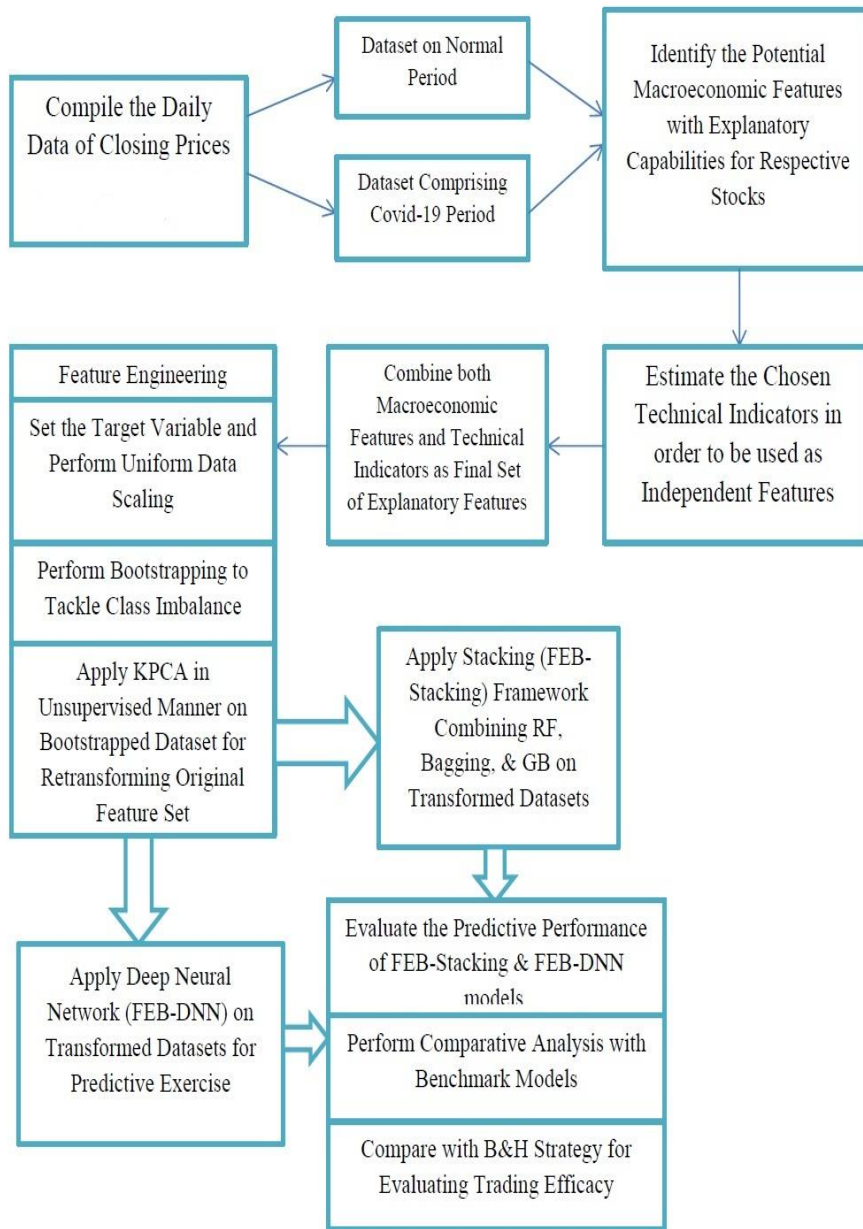 Compile the Daily
Data of Closing Prices
Dataset on Normal
Period
Dataset Comprising
Covid-19 Period
Identify the Potential
Macroeconomic Features
with Explanatory
Capabilities for Respective
Stocks
Estimate the Chosen
Technical Indicators in
order to be used as
Independent Features
Combine both
Macroeconomic
Features and Technical
Indicators as Final Set
of Explanatory Features
Feature Engineering
Set the Target Variable and
Perform Uniform Data
Scaling
Perform Bootstrapping to
Tackle Class Imbalance
Apply KPCA in
Unsupervised Manner on
Bootstrapped Dataset for
Retransforming Original
Feature Set
Apply Stacking (FEB-
Stacking) Framework
Combining RF,
Bagging, & GB on
Transformed Datasets
Apply Deep Neural
Network (FEB-DNN) on
Transformed Datasets for
Predictive Exercise
Evaluate the Predictive Performance
of FEB-Stacking & FEB-DNN
models
Perform Comparative Analysis with
Benchmark Models
Compare with B&H Strategy for
Evaluating Trading Efficacy